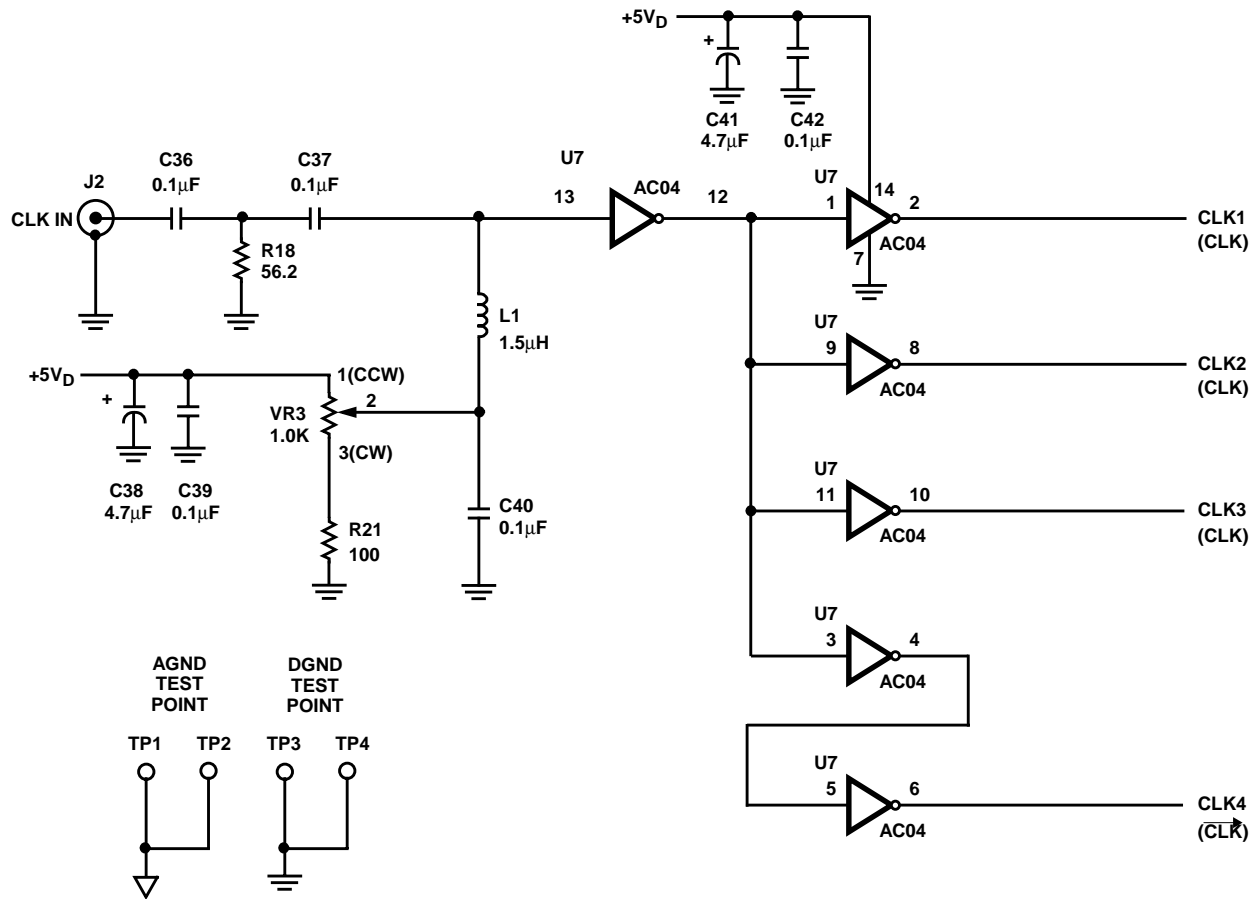 +5VD
+
C41
4.7μF
C42
0.1μF
J2
CLK IN
C36
0.1μF
C37
0.1μF
R18
56.2
U7
13
AC04
12
U7
1
14
2
7
AC04
CLK1
(CLK)
L1
1.5μH
U7
9
8
AC04
CLK2
(CLK)
+5VD
+
1(CCW)
2
VR3
1.0K
3(CW)
C38
4.7μF
C39
0.1μF
R21
100
C40
0.1μF
U7
11
10
AC04
CLK3
(CLK)
U7
3
4
AC04
AGND
TEST
POINT
DGND
TEST
POINT
TP1
TP2
TP3
TP4
U7
5
6
AC04
CLK4
(CLK)